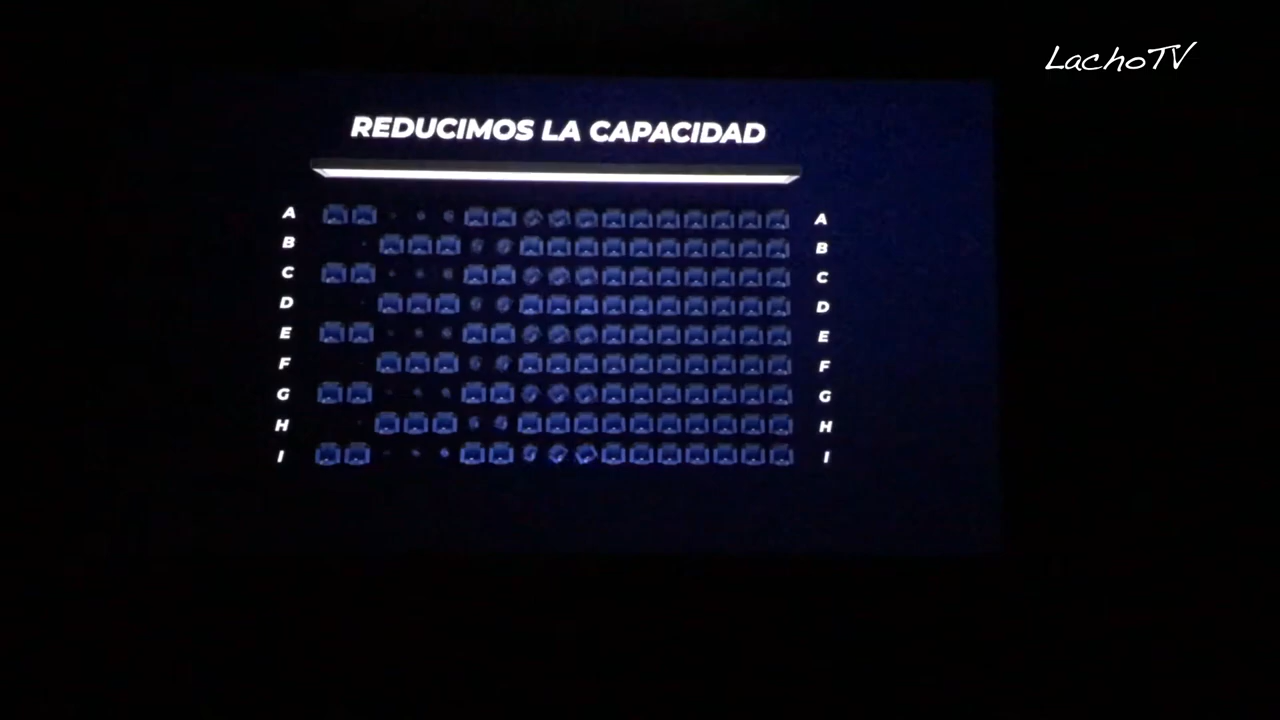 LachoTV
REDUCIMOS LA CAPACIDAD
A A
B B
C C
D D
E E
F F
G G
H H
I I